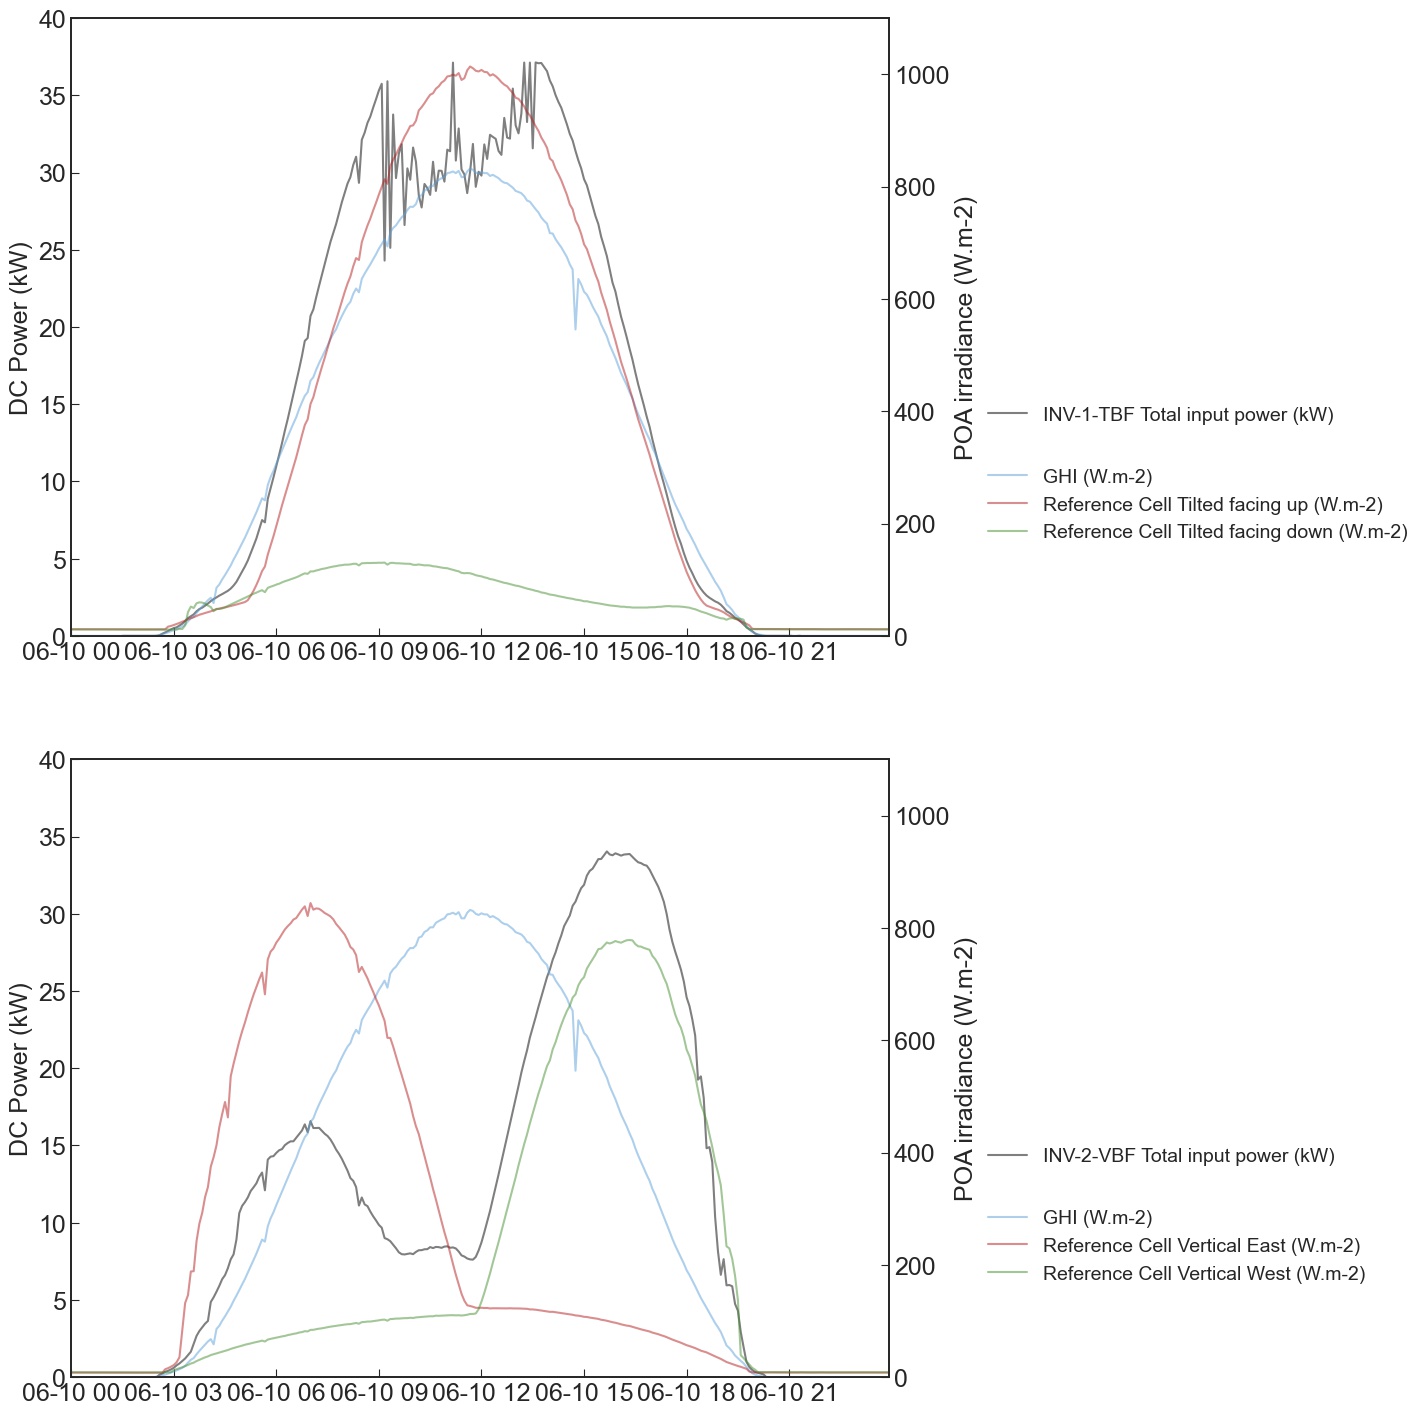 40
35
30
25
20
15
10
5
0
DC Power (kW)
1000
800
600
400
200
0
POA irradiance (W.m-2)
06-10 00 06-10 03 06-10 06 06-10 09 06-10 12 06-10 15 06-10 18 06-10 21
INV-1-TBF Total input power (kW)
GHI (W.m-2)
Reference Cell Tilted facing up (W.m-2)
Reference Cell Tilted facing down (W.m-2)
40
35
30
25
20
15
10
5
0
DC Power (kW)
1000
800
600
400
200
0
POA irradiance (W.m-2)
06-10 00 06-10 03 06-10 06 06-10 09 06-10 12 06-10 15 06-10 18 06-10 21
INV-2-VBF Total input power (kW)
GHI (W.m-2)
Reference Cell Vertical East (W.m-2)
Reference Cell Vertical West (W.m-2)